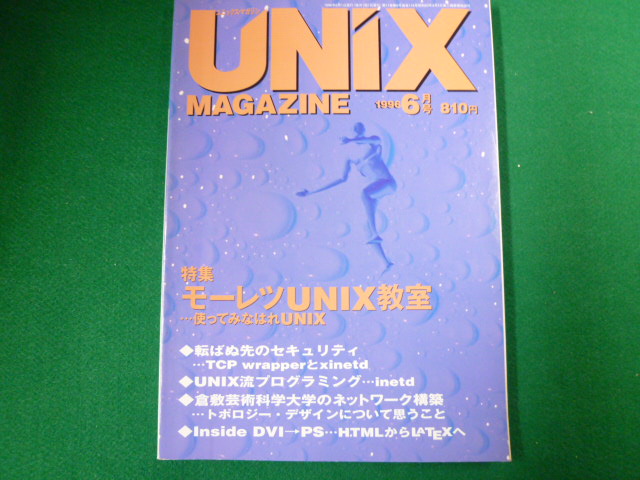 UNIX
MAGAZINE
1996 6月号 810円
特集
モーレツUNIX教室
…使ってみなはれUNIX
◆転ばぬ先のセキュリティ
…TCP wrapperとxinetd
◆UNIX流プログラミング…inetd
◆倉敷芸術科学大学のネットワーク構築
…トポロジー・デザインについて思うこと
◆Inside DVI→PS…HTMLからLATEXへ